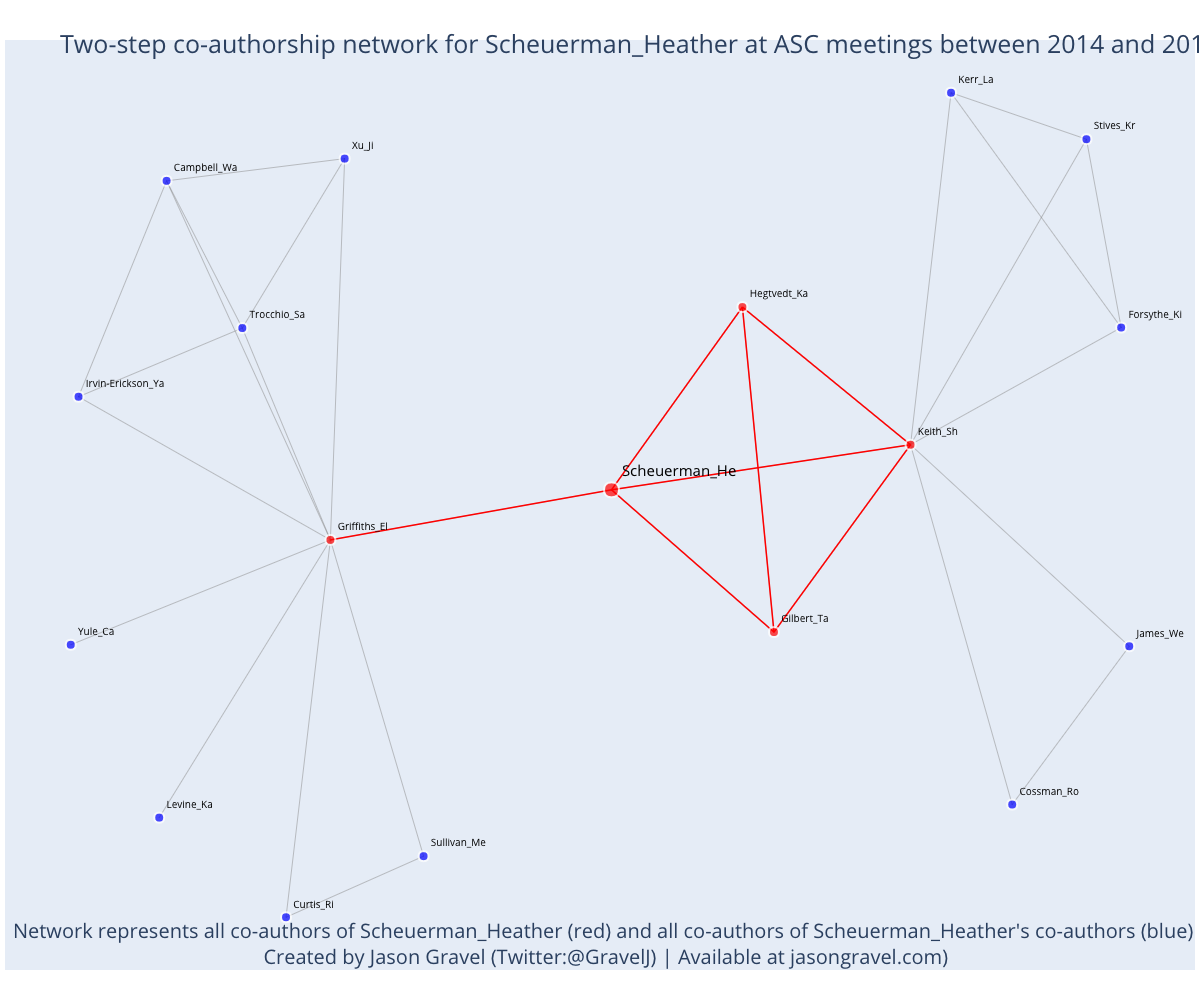 Two-step co-authorship network for Scheuerman_Heather at ASC meetings between 2014 and 201
Kerr_La
Stives_Kr
Xu_Ji
Campbell_Wa
Hegtvedt_Ka
Trocchio_Sa
Forsythe_Ki
Irvin-Erickson_Ya
Keith_Sh
Scheuerman_He
Griffiths_El
Gilbert_Ta
Yule_Ca
James_We
Cossman_Ro
Levine_Ka
Sullivan_Me
Curtis_Ri
Network represents all co-authors of Scheuerman_Heather (red) and all co-authors of Scheuerman_Heather's co-authors (blue)
Created by Jason Gravel (Twitter:@GravelJ) | Available at jasongravel.com)